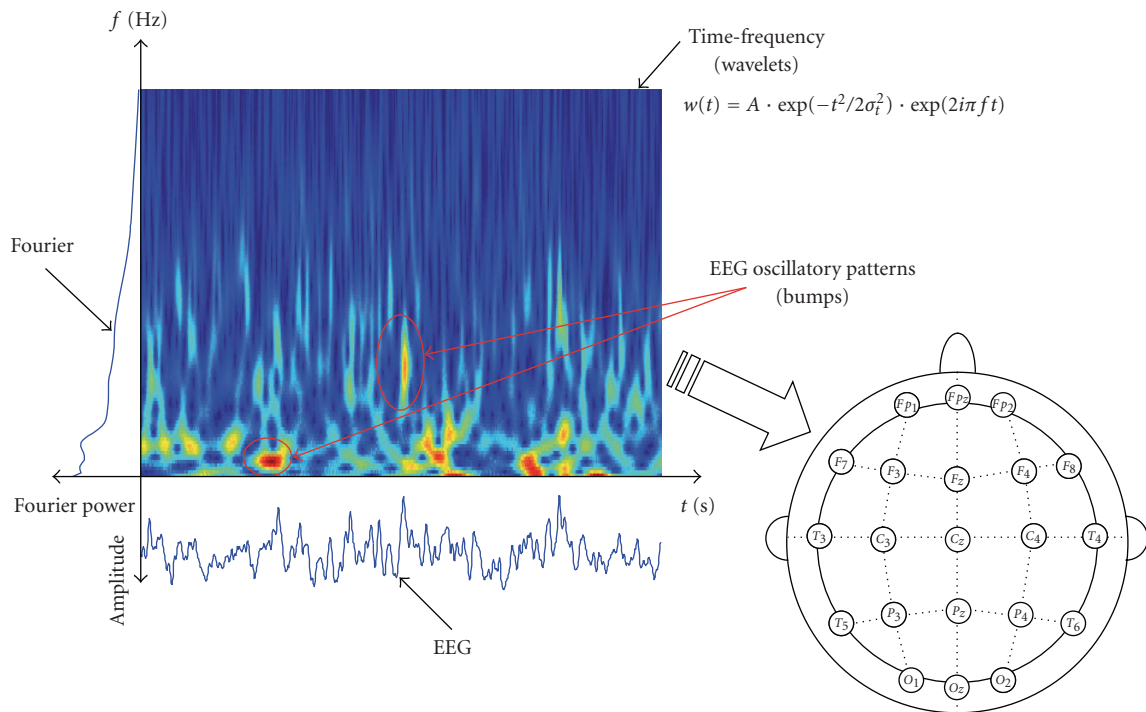 f (Hz)
Time-frequency
(wavelets)
w(t) = A · exp(−t²/2σₜ²) · exp(2iπft)
Fourier
EEG oscillatory patterns
(bumps)
Fourier power
t (s)
Amplitude
EEG
Fp₁ Fpz Fp₂
F₇ F₃ Fz F₄ F₈
T₃ C₃ Cz C₄ T₄
T₅ P₃ Pz P₄ T₆
O₁ Oz O₂